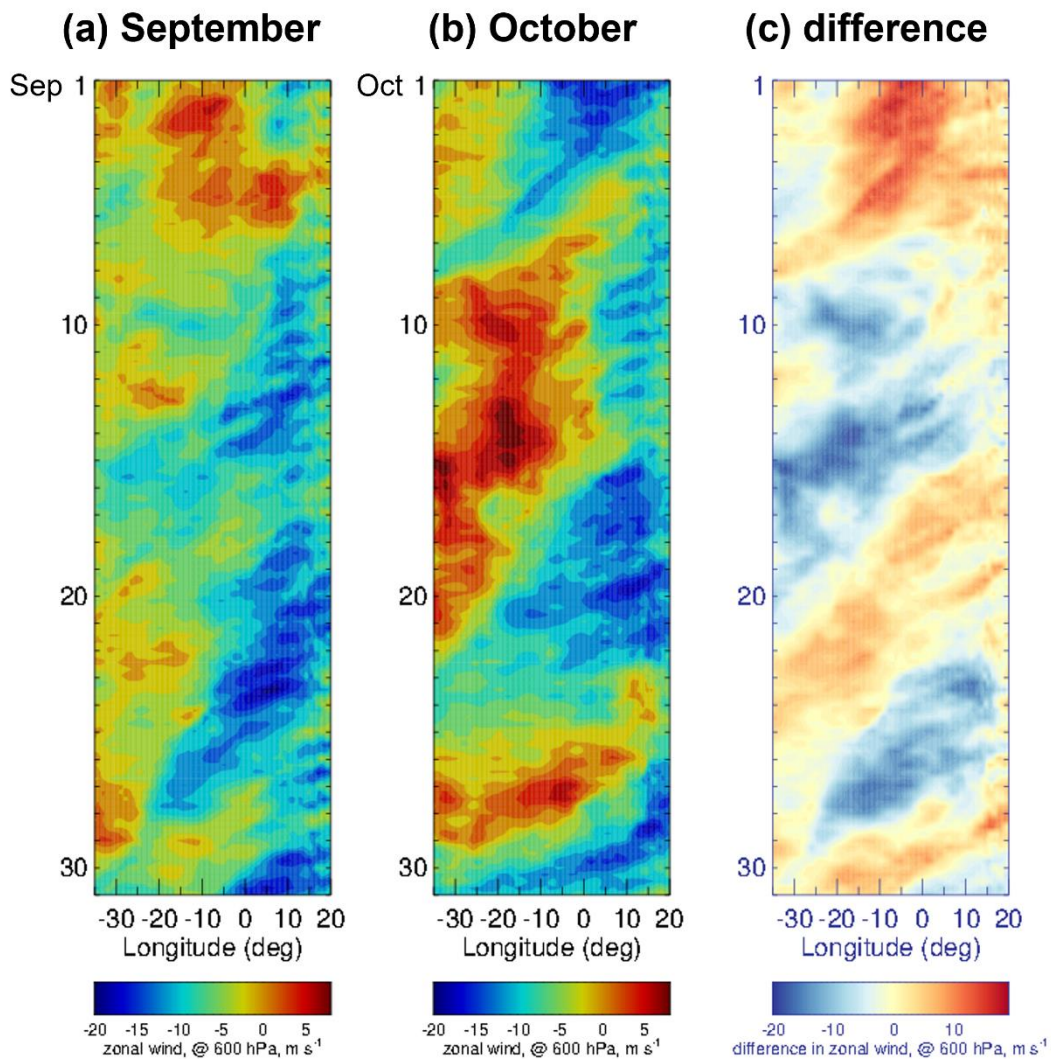 (a) September (b) October (c) difference
Sep 1 Oct 1 1
10 10 10
20 20 20
30 30 30
-30 -20 -10 0 10 20 -30 -20 -10 0 10 20 -30 -20 -10 0 10 20
Longitude (deg) Longitude (deg) Longitude (deg)
-20 -15 -10 -5 0 5 -20 -15 -10 -5 0 5 -20 -10 0 10
zonal wind, @ 600 hPa, m s⁻¹ zonal wind, @ 600 hPa, m s⁻¹ difference in zonal wind, @ 600 hPa, m s⁻¹